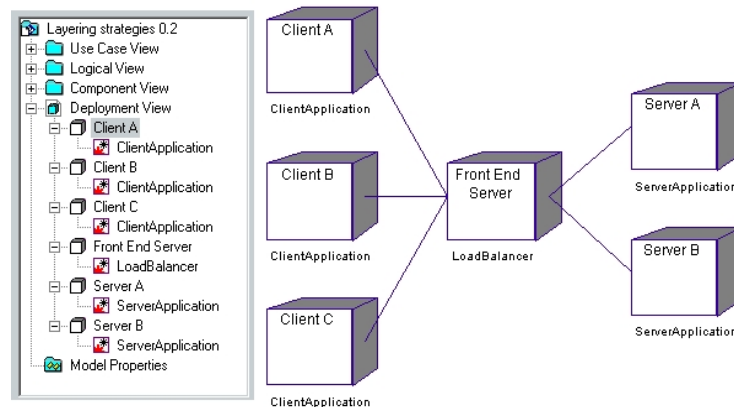 Layering strategies 0.2
Use Case View
Logical View
Component View
Deployment View
Client A
ClientApplication
Client B
ClientApplication
Client C
ClientApplication
Front End Server
LoadBalancer
Server A
ServerApplication
Server B
ServerApplication
Model Properties
Client A
ClientApplication
Client B
ClientApplication
Client C
ClientApplication
Front End
Server
LoadBalancer
Server A
ServerApplication
Server B
ServerApplication